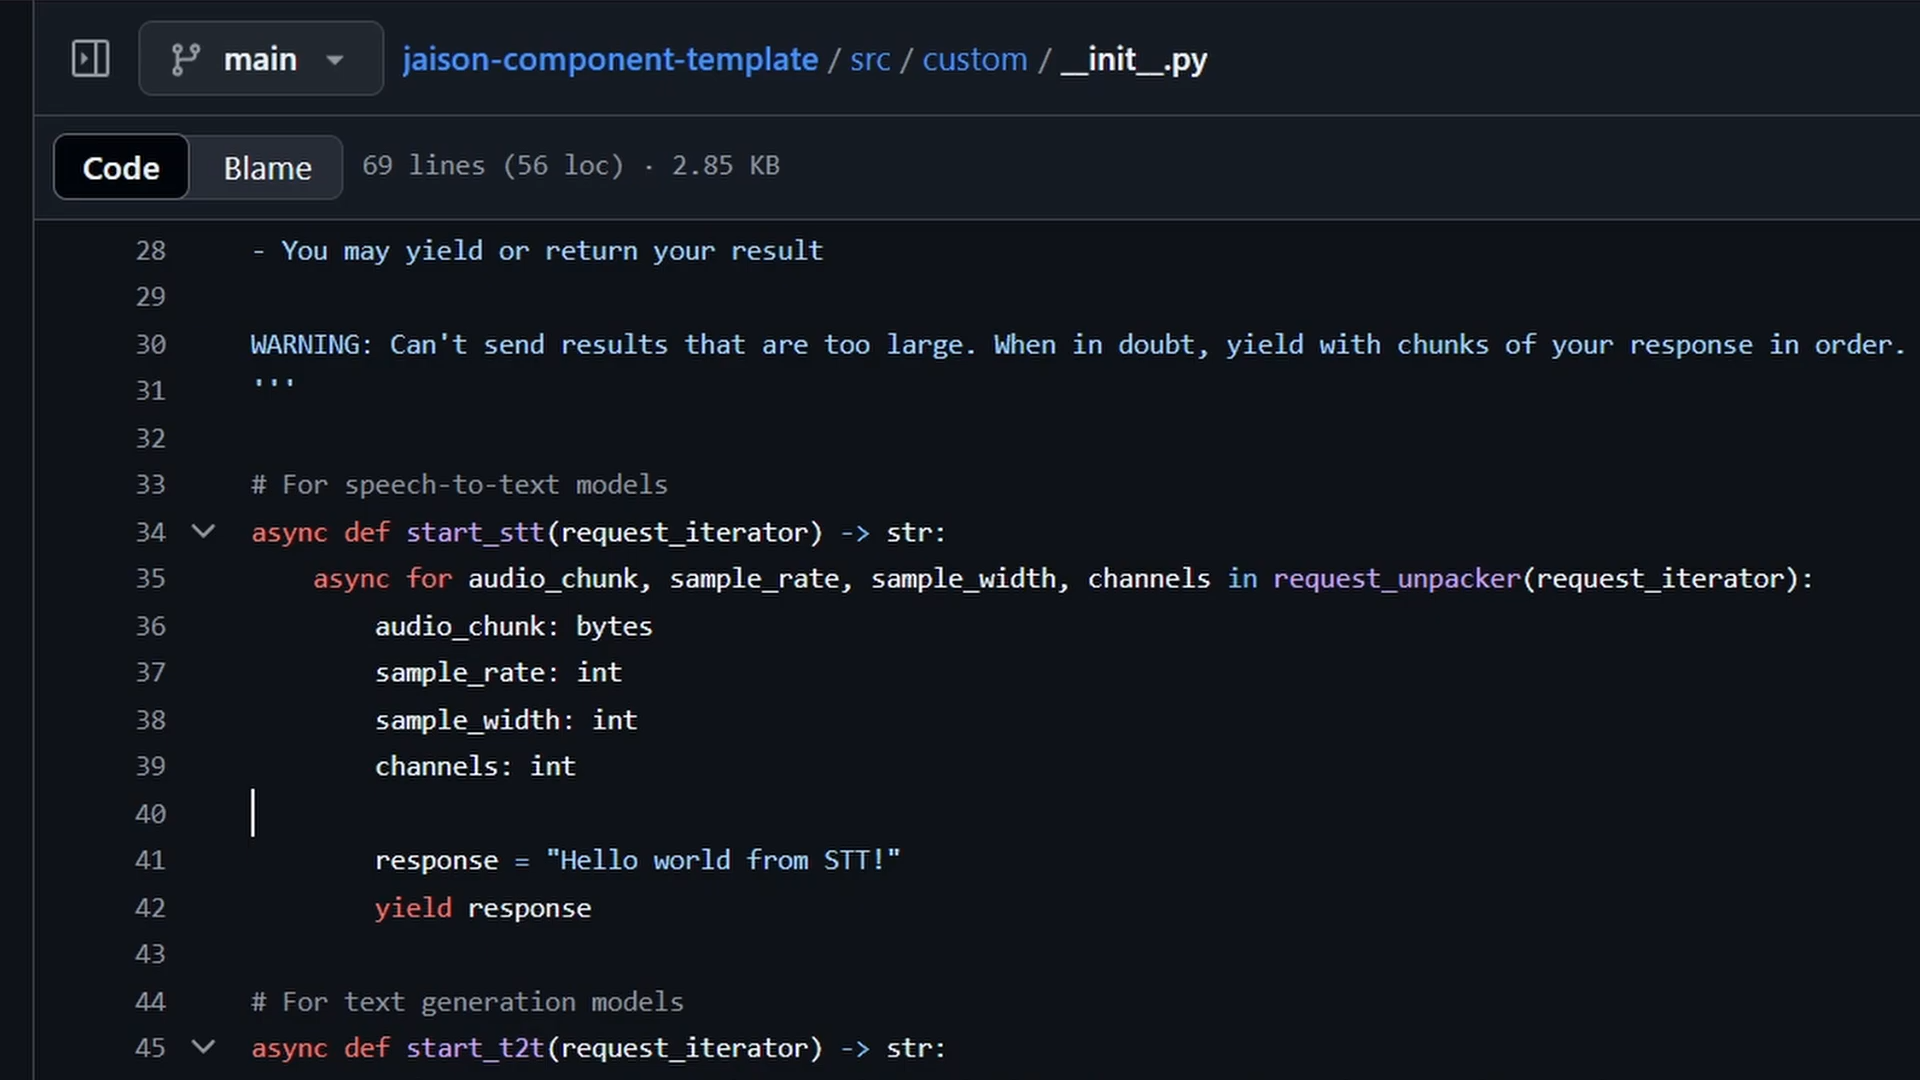 main jaison-component-template / src / custom / __init__.py
Code Blame 69 lines (56 loc) · 2.85 KB
28 - You may yield or return your result
29
30 WARNING: Can't send results that are too large. When in doubt, yield with chunks of your response in order.
31 '''
32
33 # For speech-to-text models
34 async def start_stt(request_iterator) -> str:
35     async for audio_chunk, sample_rate, sample_width, channels in request_unpacker(request_iterator):
36         audio_chunk: bytes
37         sample_rate: int
38         sample_width: int
39         channels: int
40
41         response = "Hello world from STT!"
42         yield response
43
44 # For text generation models
45 async def start_t2t(request_iterator) -> str: